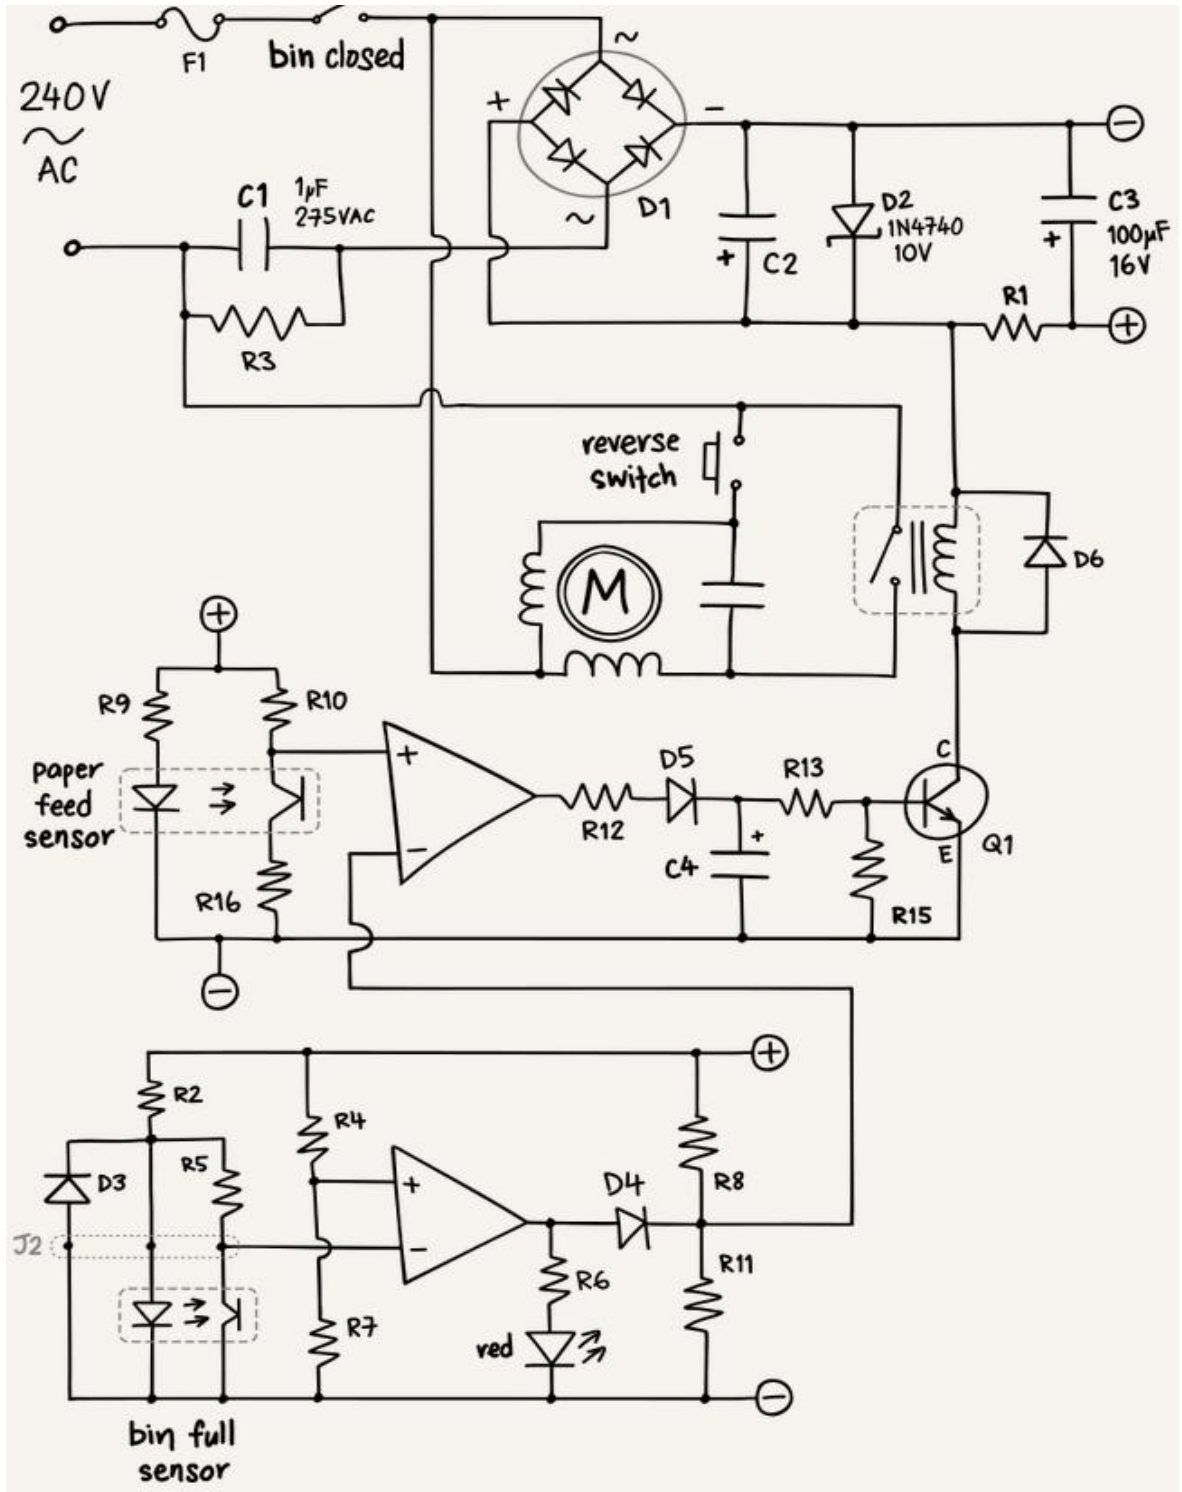 F1
bin closed
240V
AC
~
+
−
~
D1
C1
1µF
275VAC
R3
+
C2
D2
1N4740
10V
C3
100µF
16V
+
R1
−
+
reverse
switch
M
D6
+
R9
R10
paper
feed
sensor
R16
−
+
−
R12
D5
C4
+
R13
R15
C
E
Q1
+
R2
D3
R5
J2
R4
R7
+
−
D4
R8
R11
R6
red
−
bin full
sensor